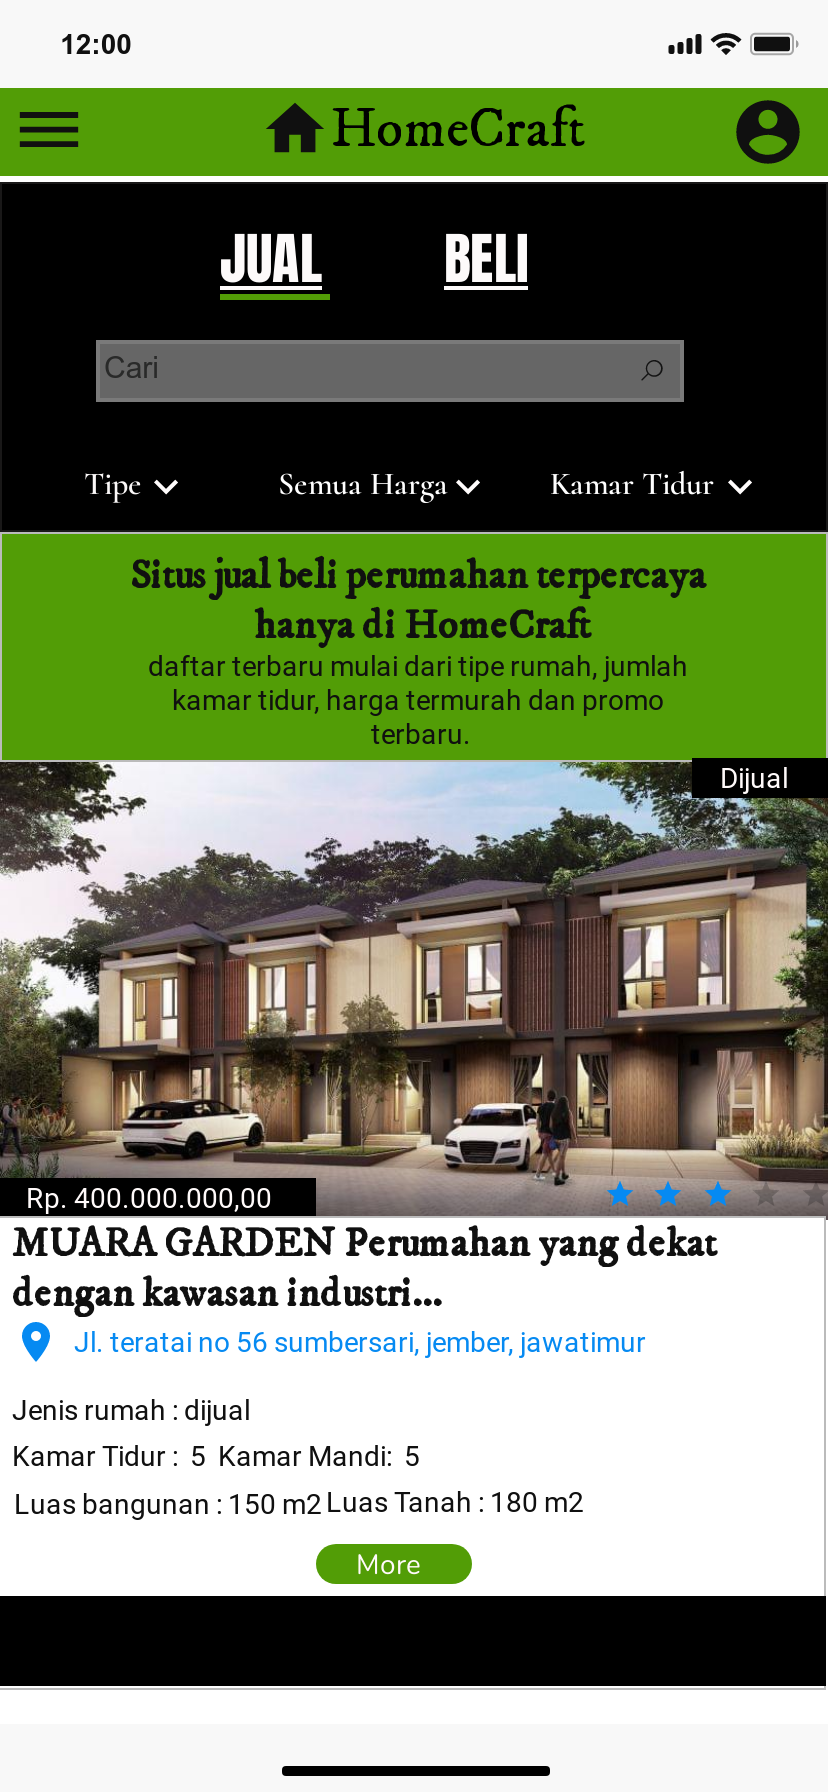 12:00
HomeCraft
JUAL BELI
Cari
Tipe Semua Harga Kamar Tidur
Situs jual beli perumahan terpercaya
hanya di HomeCraft
daftar terbaru mulai dari tipe rumah, jumlah
kamar tidur, harga termurah dan promo
terbaru.
Dijual
Rp. 400.000.000,00
MUARA GARDEN Perumahan yang dekat
dengan kawasan industri...
Jl. teratai no 56 sumbersari, jember, jawatimur
Jenis rumah : dijual
Kamar Tidur : 5 Kamar Mandi: 5
Luas bangunan : 150 m2 Luas Tanah : 180 m2
More